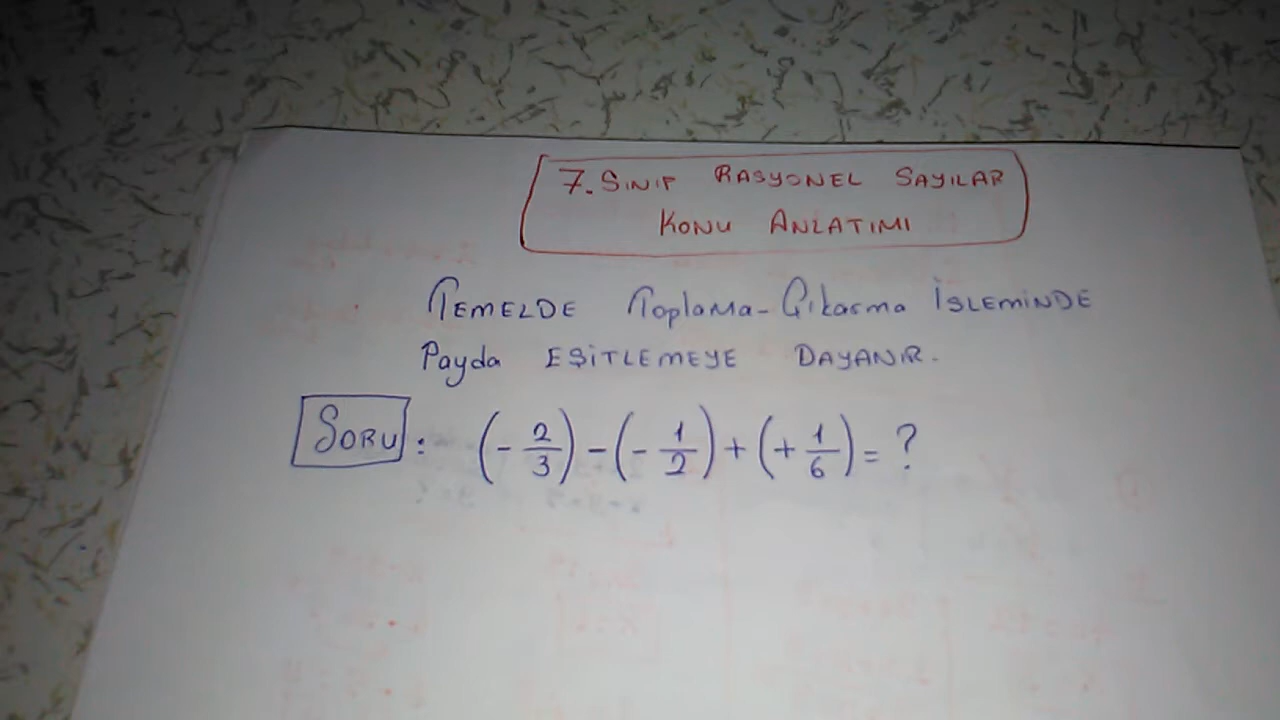 7. SINIF RASYONEL SAYILAR
KONU ANLATIMI
TEMELDE Toplama-Çıkarma İŞLEMİNDE
Payda EŞİTLEMEYE DAYANIR.
SORU: (-2/3) - (-1/2) + (+1/6) = ?